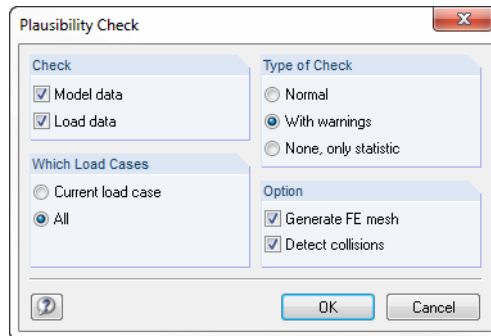 Plausibility Check
Check
Model data
Load data
Which Load Cases
Current load case
All
Type of Check
Normal
With warnings
None, only statistic
Option
Generate FE mesh
Detect collisions
OK
Cancel